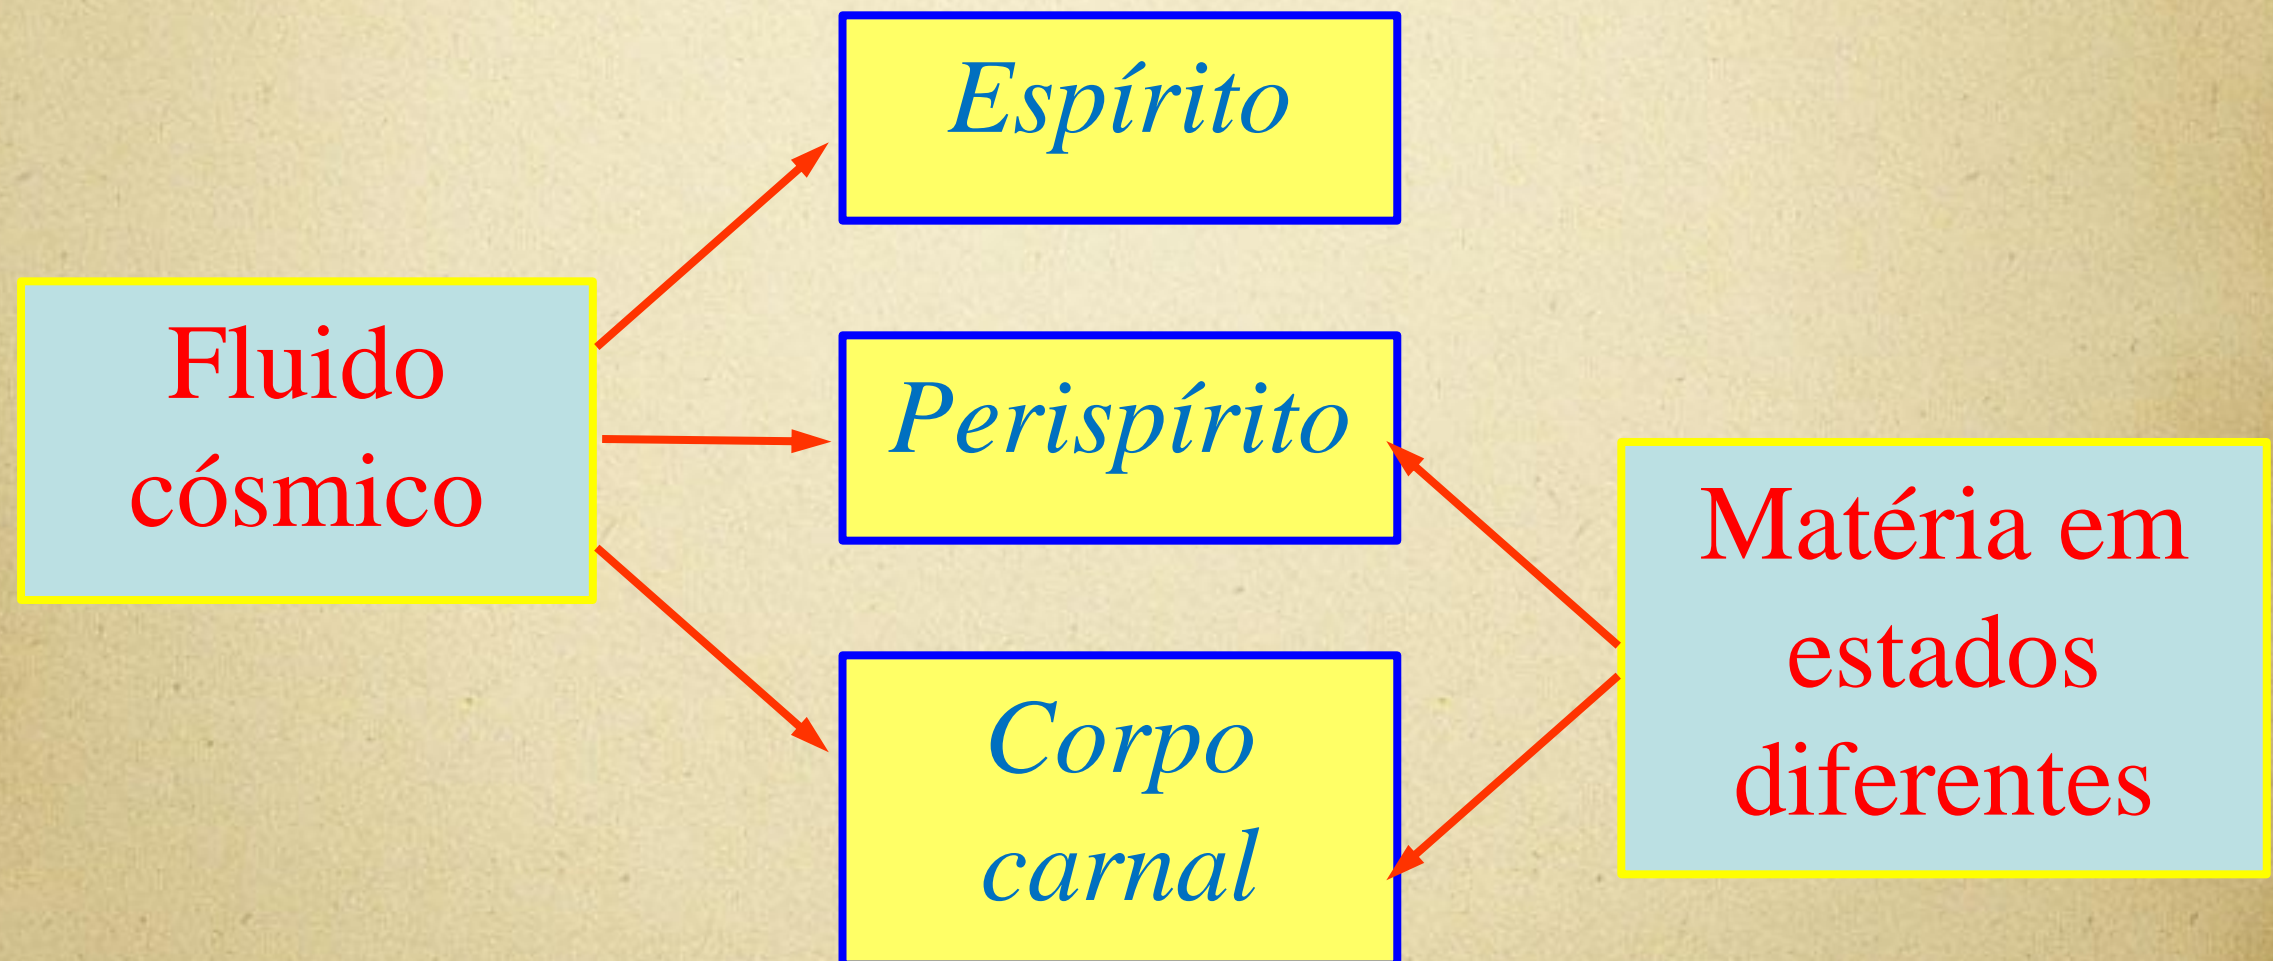 Espírito
Fluido
cósmico
Perispírito
Matéria em
estados
diferentes
Corpo
carnal